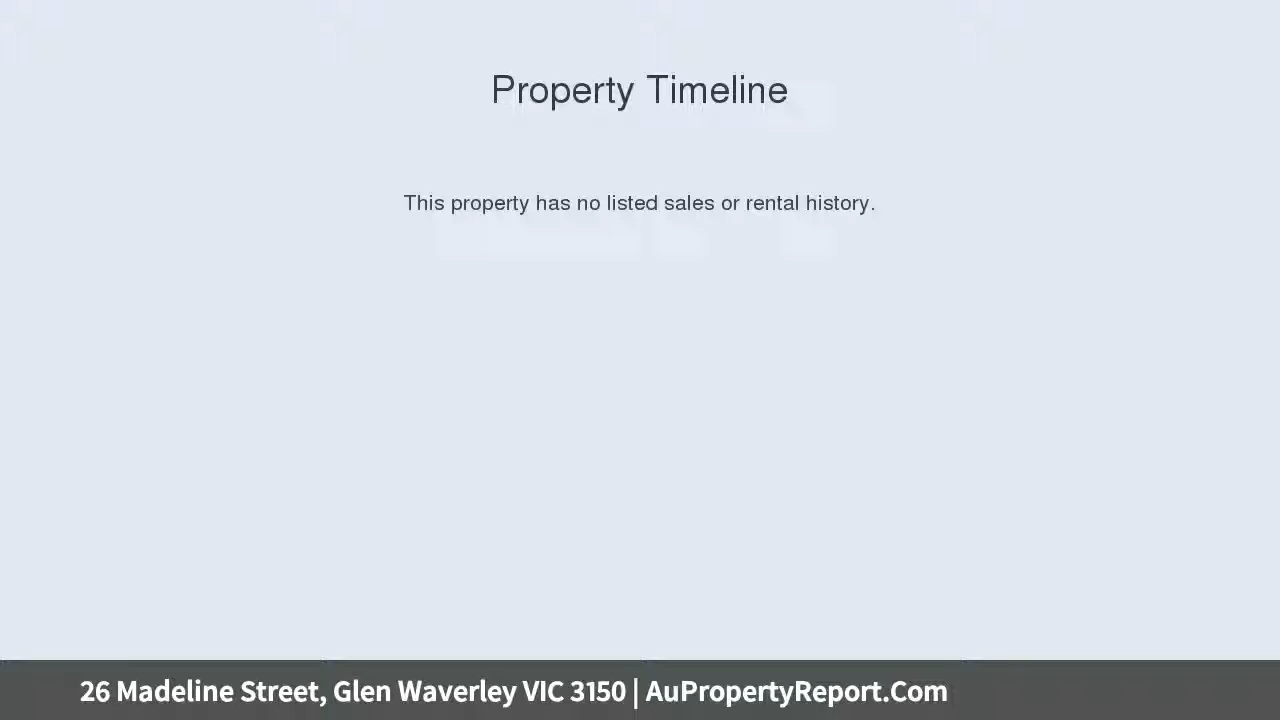 Property Timeline
This property has no listed sales or rental history.
26 Madeline Street, Glen Waverley VIC 3150 | AuPropertyReport.Com